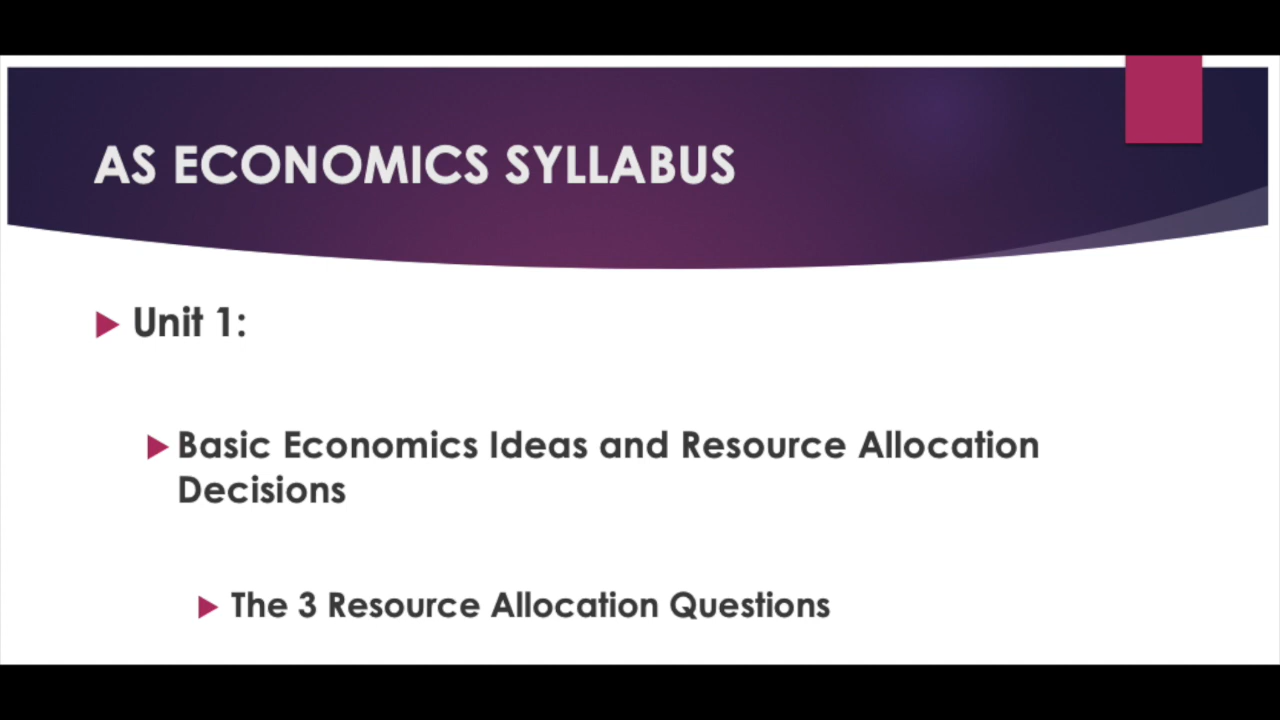 AS ECONOMICS SYLLABUS
Unit 1:
Basic Economics Ideas and Resource Allocation
Decisions
The 3 Resource Allocation Questions